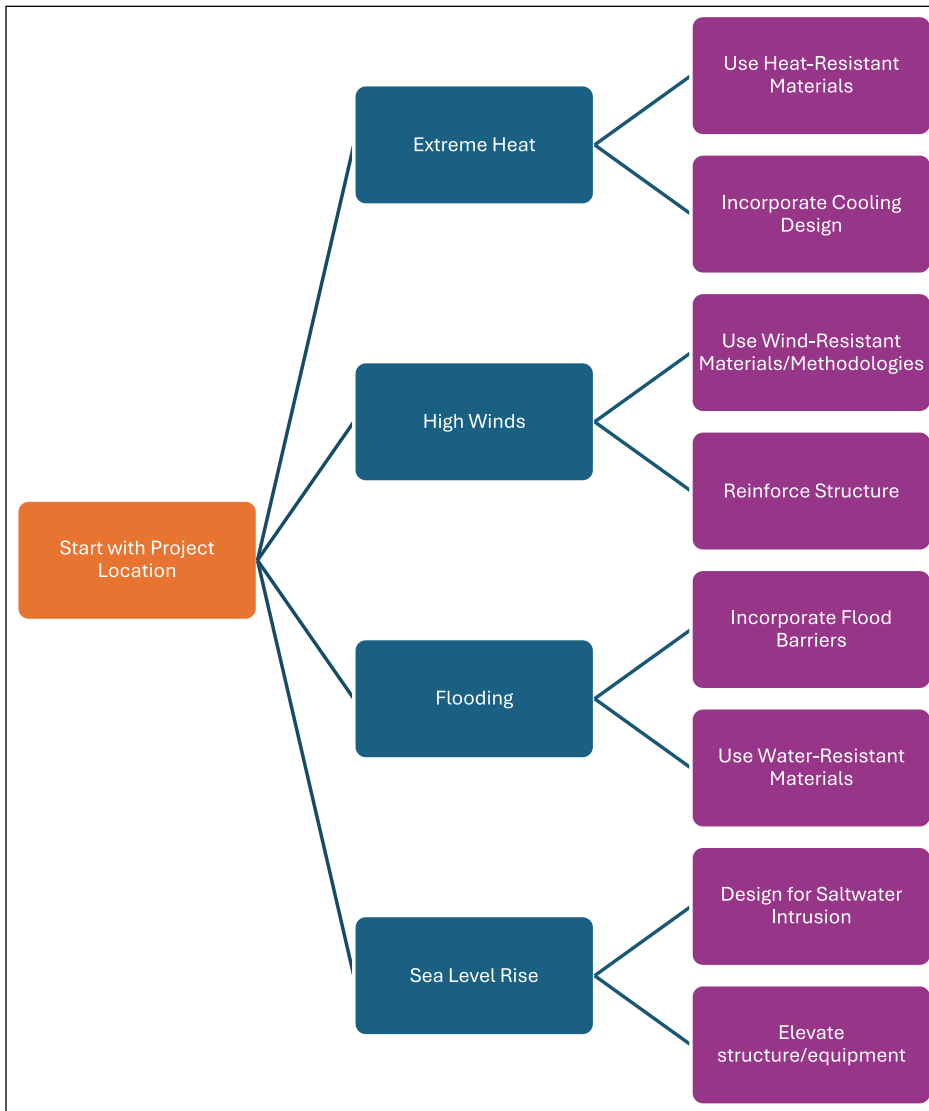 Start with Project
Location
Extreme Heat
Use Heat-Resistant
Materials
Incorporate Cooling
Design
High Winds
Use Wind-Resistant
Materials/Methodologies
Reinforce Structure
Flooding
Incorporate Flood
Barriers
Use Water-Resistant
Materials
Sea Level Rise
Design for Saltwater
Intrusion
Elevate
structure/equipment